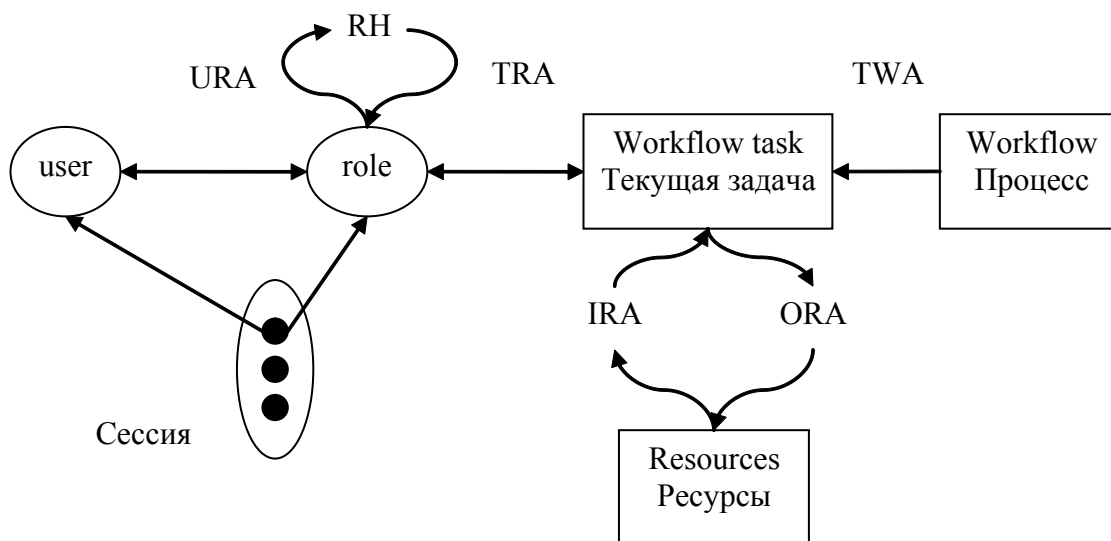 RH
URA
TRA
TWA
user
role
Workflow task
Текущая задача
Workflow
Процесс
IRA
ORA
Сессия
Resources
Ресурсы